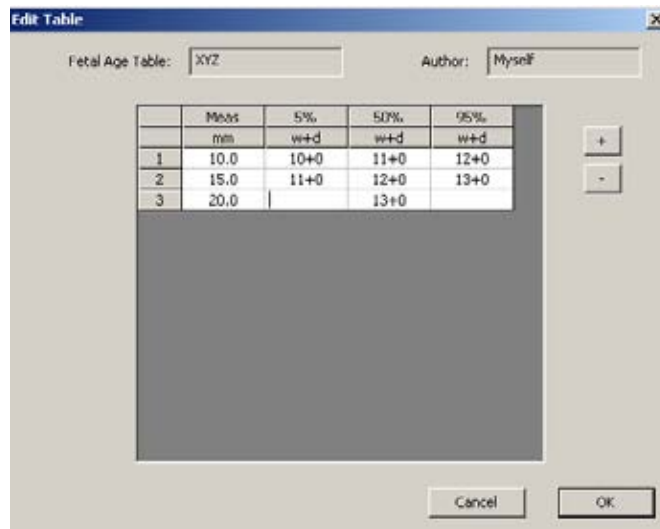 Edit Table
Fetal Age Table: XYZ Author: Myself
Meas 5% 50% 95%
mm w+d w+d w+d
1 10.0 10+0 11+0 12+0
2 15.0 11+0 12+0 13+0
3 20.0 13+0
+
-
Cancel OK